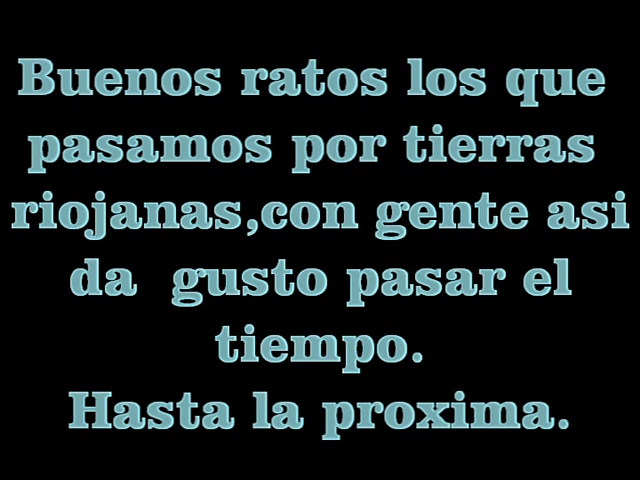 Buenos ratos los que
pasamos por tierras
riojanas,con gente asi
da  gusto pasar el
tiempo.
Hasta la proxima.